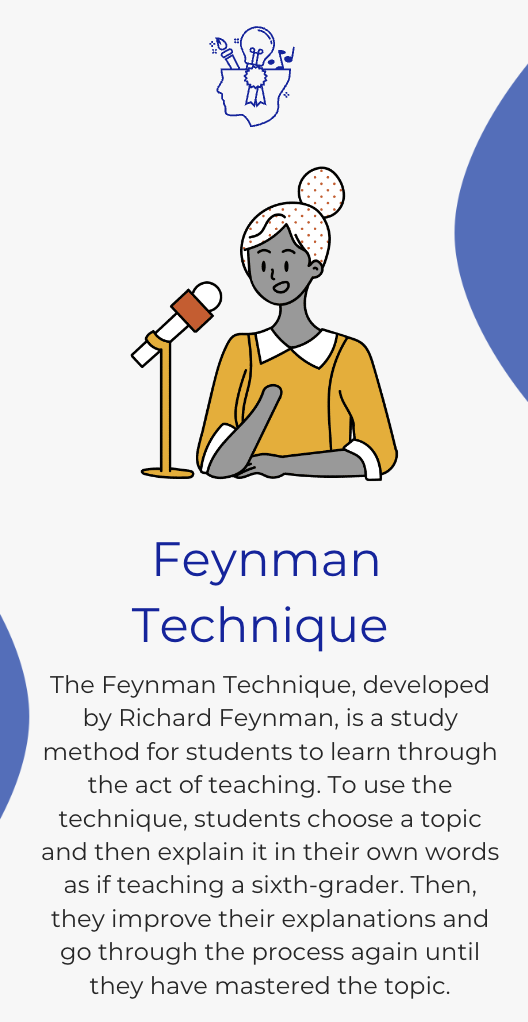 Feynman
Technique
The Feynman Technique, developed
by Richard Feynman, is a study
method for students to learn through
the act of teaching. To use the
technique, students choose a topic
and then explain it in their own words
as if teaching a sixth-grader. Then,
they improve their explanations and
go through the process again until
they have mastered the topic.